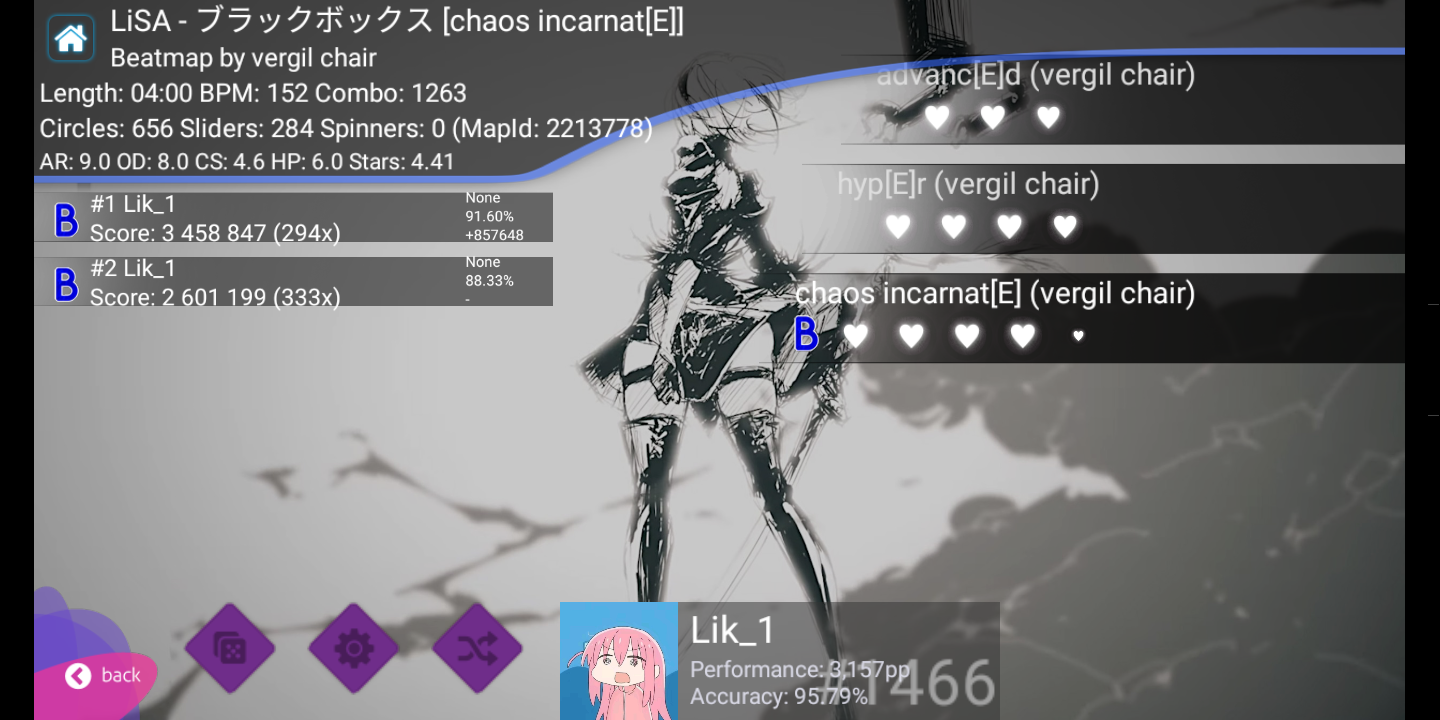 LiSA - ブラックボックス [chaos incarnat[E]]
Beatmap by vergil chair
Length: 04:00 BPM: 152 Combo: 1263
Circles: 656 Sliders: 284 Spinners: 0 (MapId: 2213778)
AR: 9.0 OD: 8.0 CS: 4.6 HP: 6.0 Stars: 4.41
B
#1 Lik_1
Score: 3 458 847 (294x)
None
91.60%
+857648
B
#2 Lik_1
Score: 2 601 199 (333x)
None
88.33%
-
advanc[E]d (vergil chair)
hyp[E]r (vergil chair)
chaos incarnat[E] (vergil chair)
B
back
Lik_1
Performance: 3,157pp
Accuracy: 95.79%
#1466